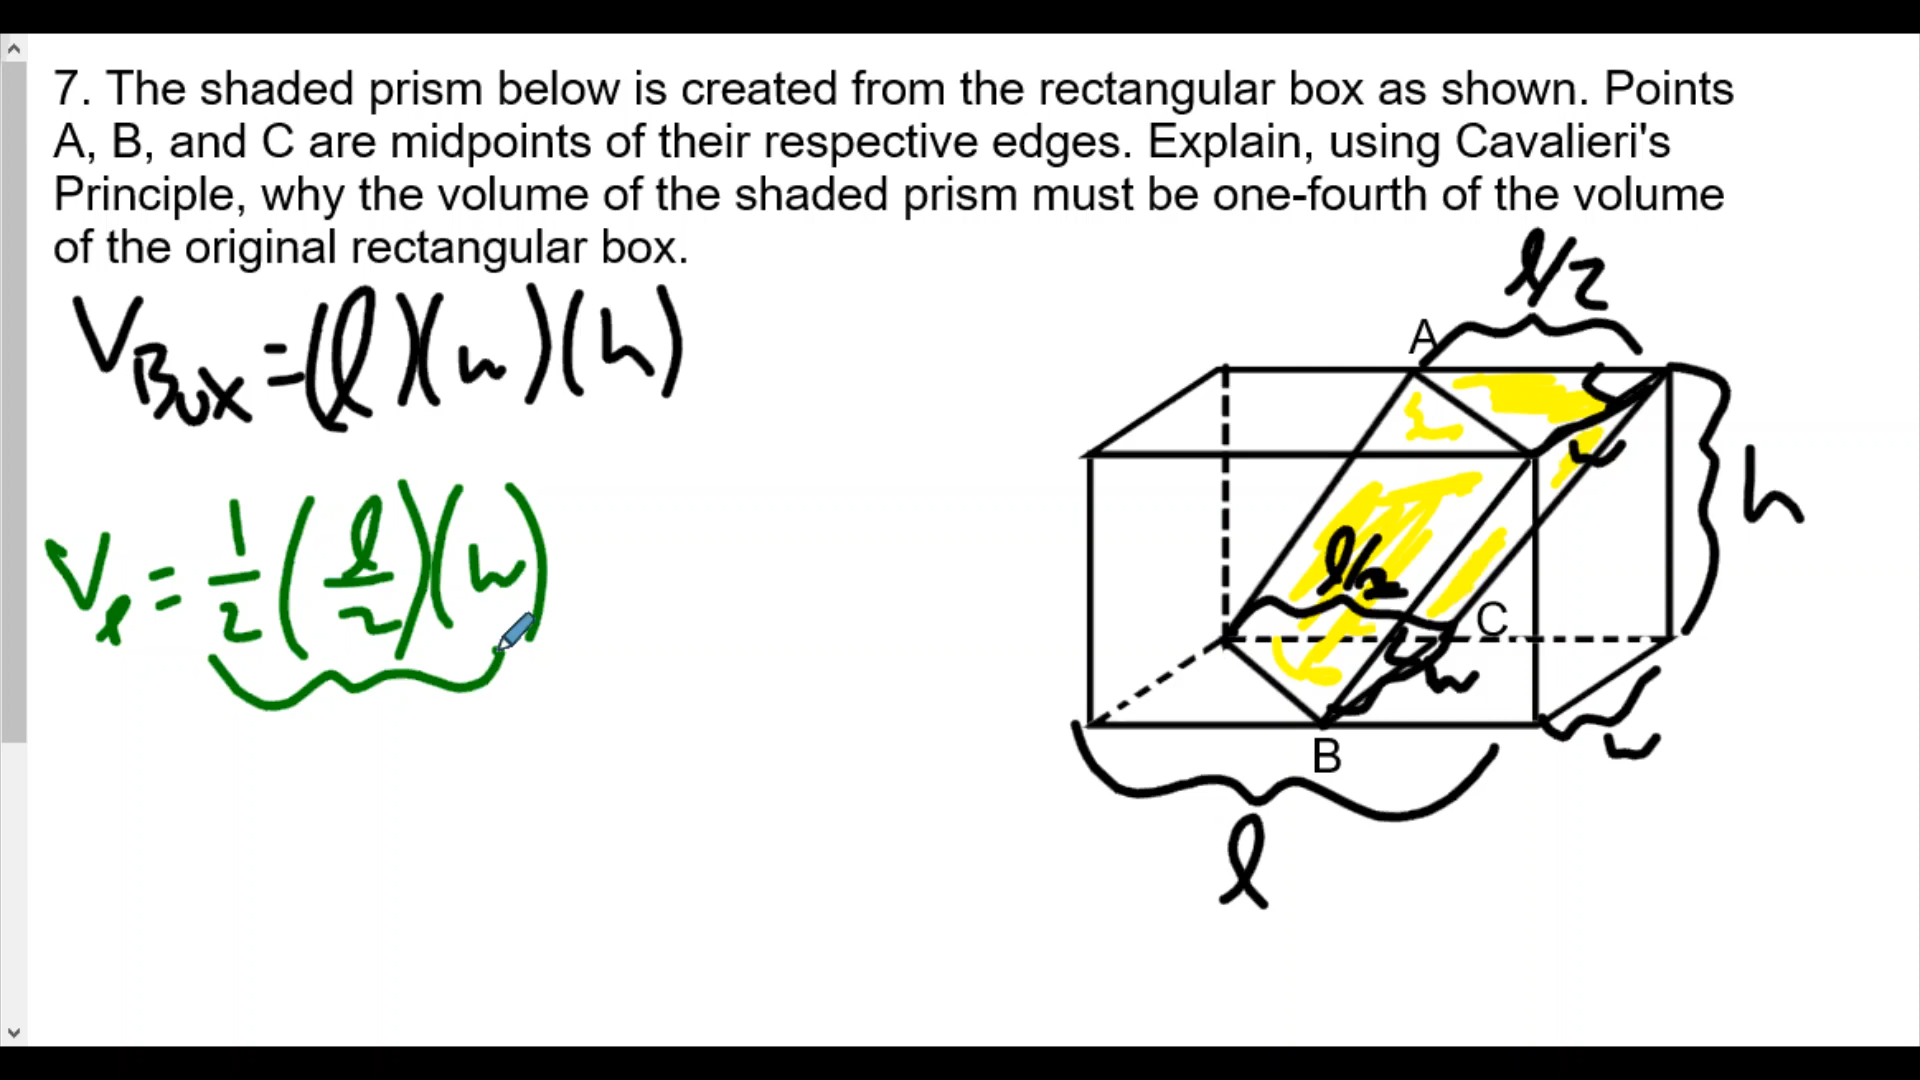 7. The shaded prism below is created from the rectangular box as shown. Points
A, B, and C are midpoints of their respective edges. Explain, using Cavalieri's
Principle, why the volume of the shaded prism must be one-fourth of the volume
of the original rectangular box.
V_Box = (l)(w)(h)
V_l = 1/2 (l/2)(w)
l/2
A
w
h
l/2
C
w
w
B
l